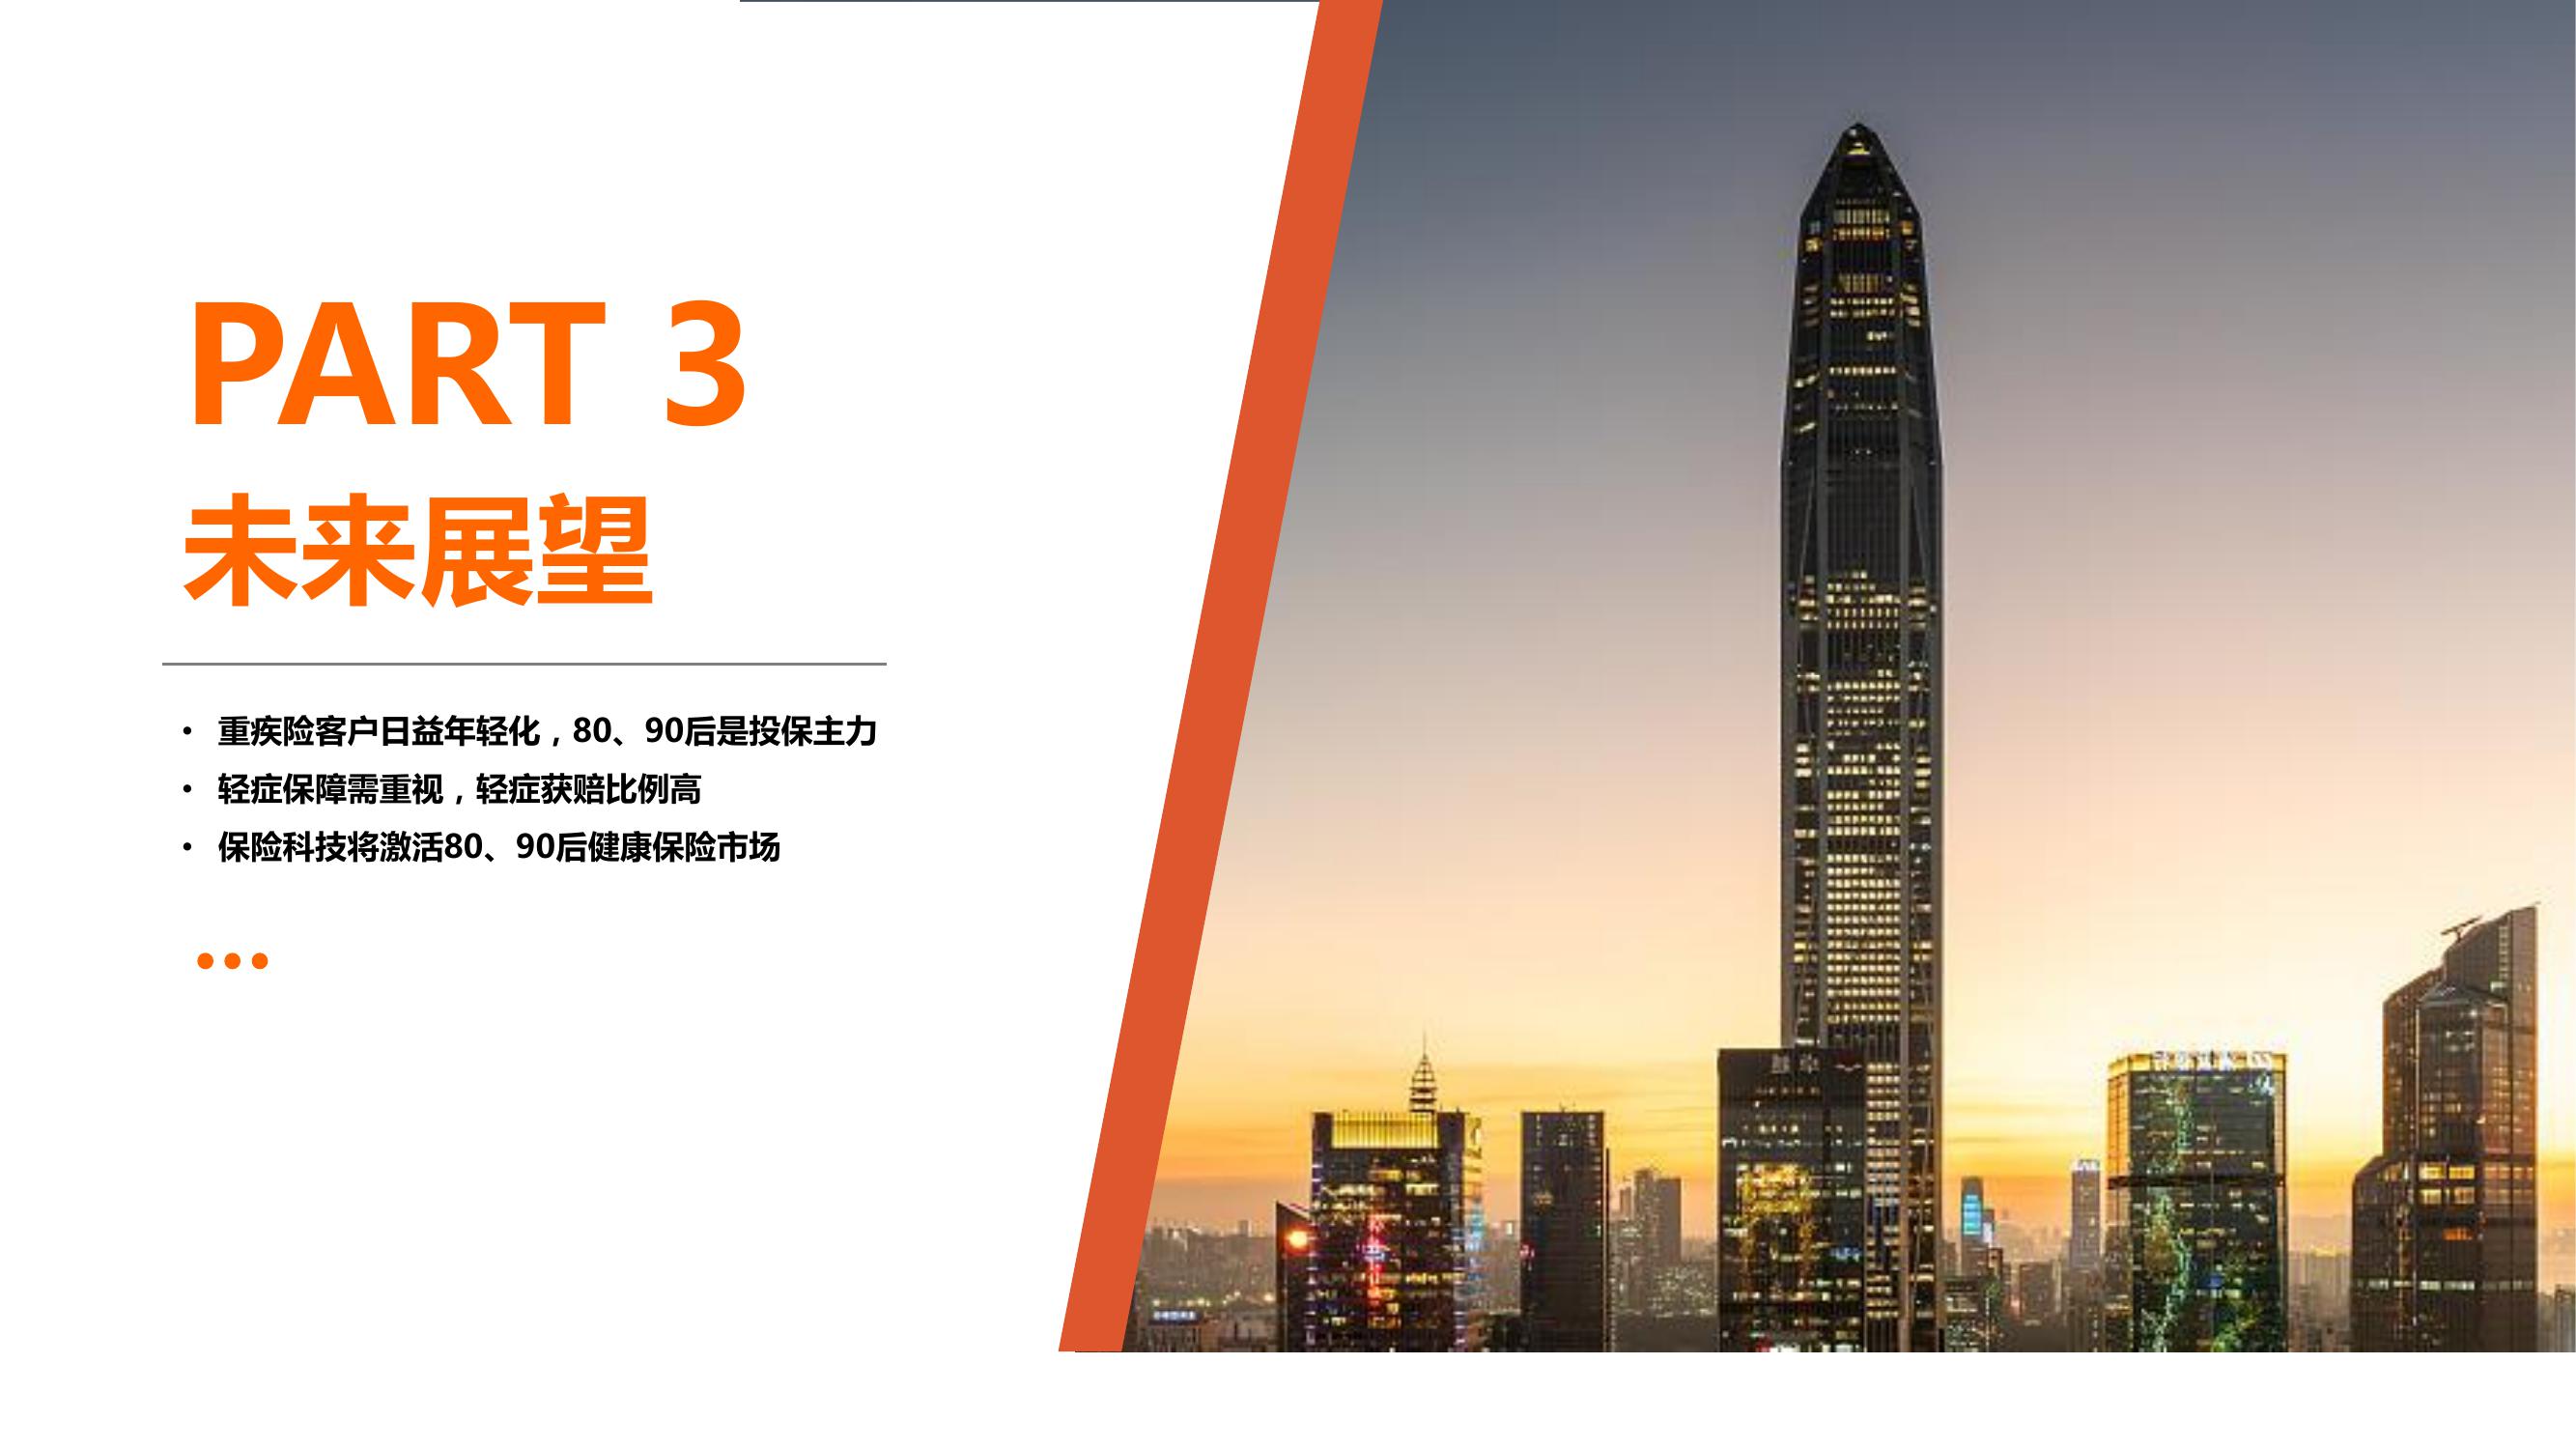 PART 3
未来展望
• 重疾险客户日益年轻化，80、90后是投保主力
• 轻症保障需重视，轻症获赔比例高
• 保险科技将激活80、90后健康保险市场